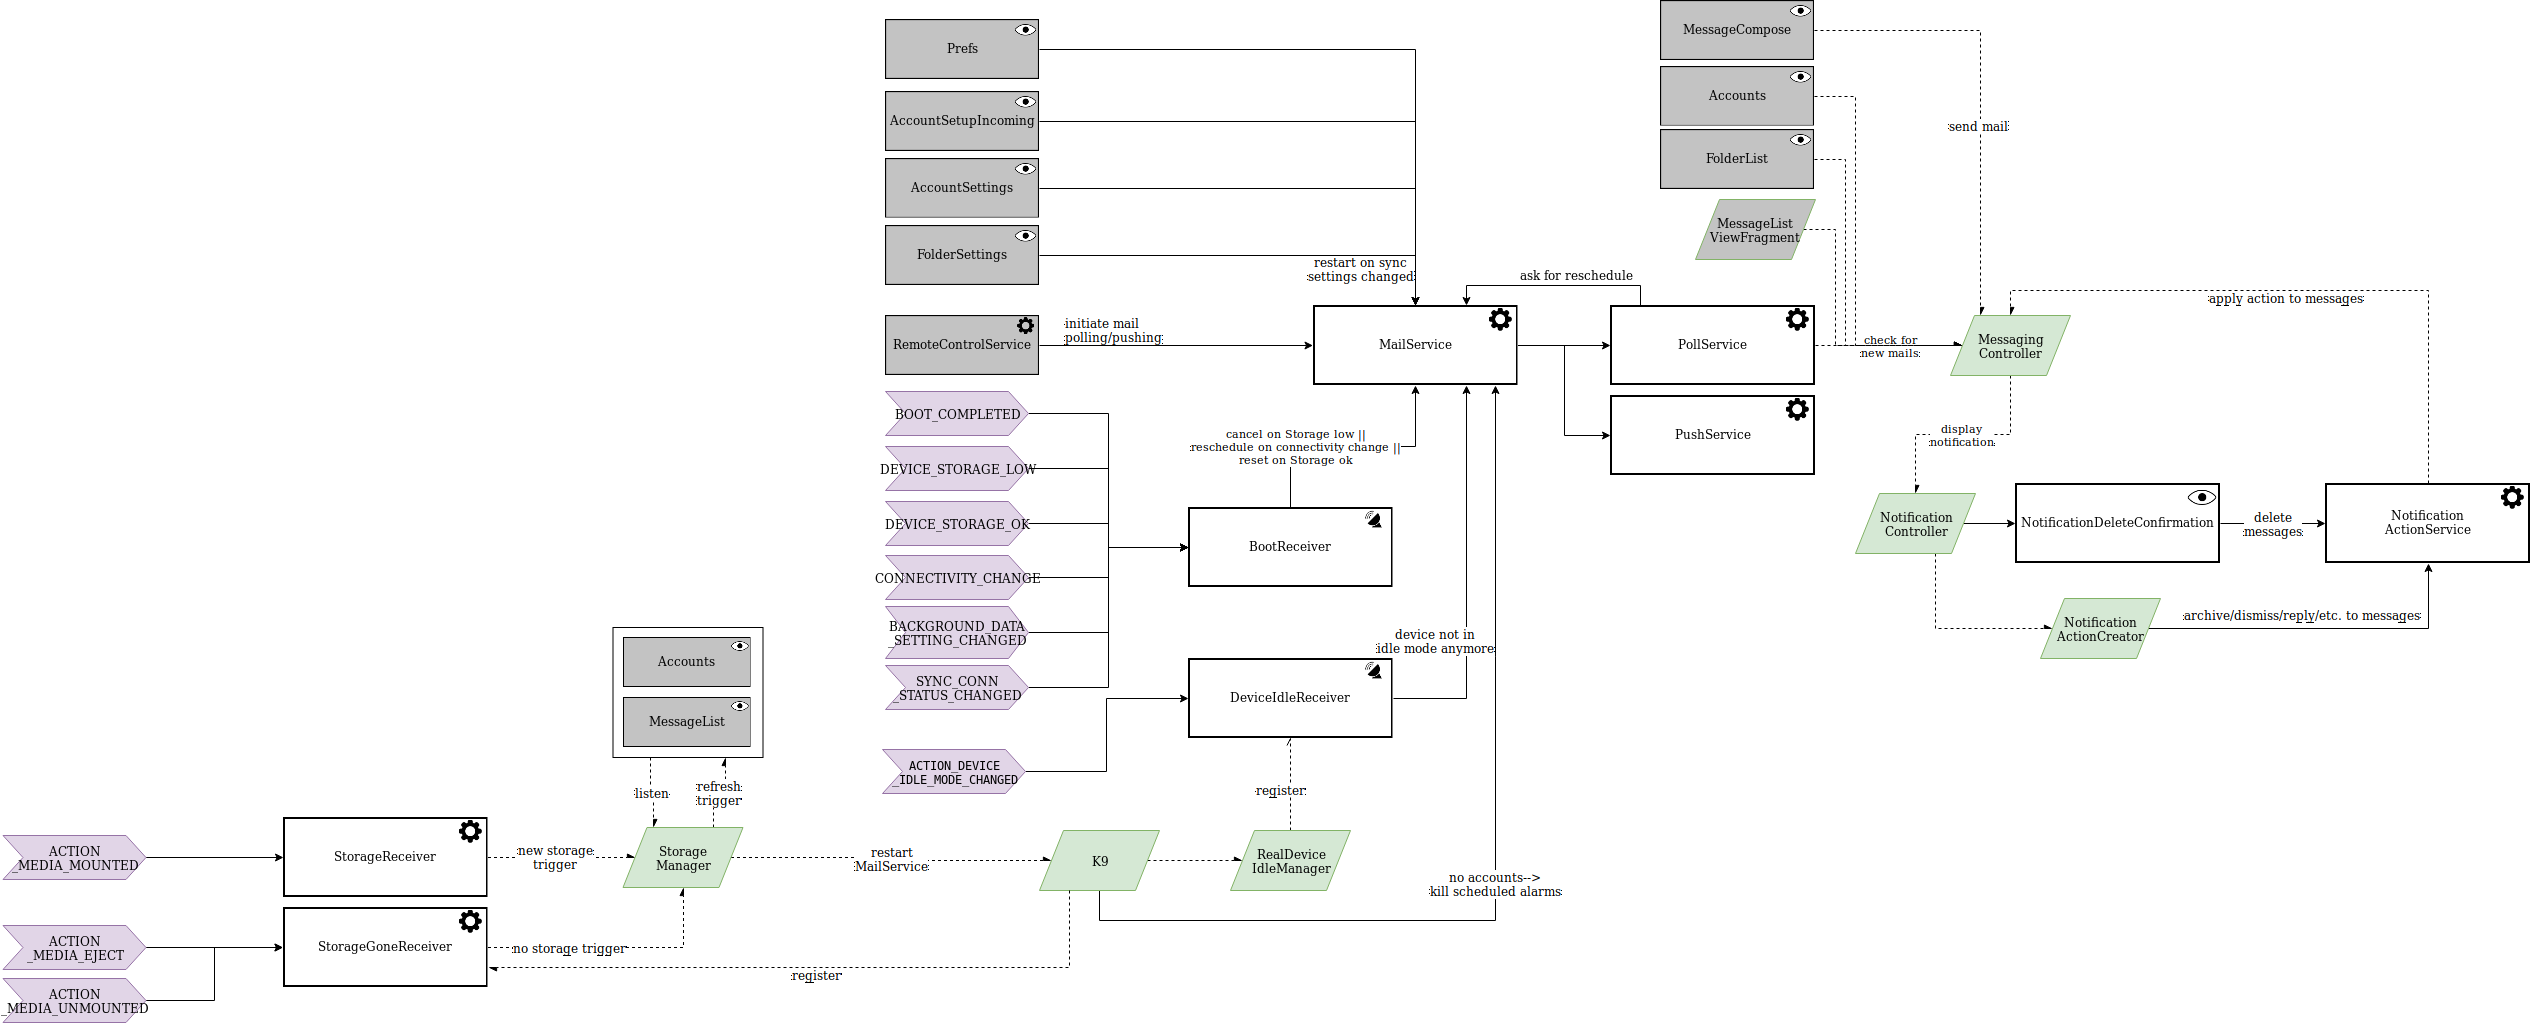 Prefs
AccountSetupIncoming
AccountSettings
FolderSettings
restart on sync
settings changed
RemoteControlService
initiate mail
polling/pushing
MailService
ask for reschedule
PollService
PushService
MessageCompose
Accounts
FolderList
MessageList
ViewFragment
send mail
check for
new mails
Messaging
Controller
apply action to messages
display
notification
Notification
Controller
NotificationDeleteConfirmation
delete
messages
Notification
ActionService
Notification
ActionCreator
archive/dismiss/reply/etc. to messages
BOOT_COMPLETED
DEVICE_STORAGE_LOW
DEVICE_STORAGE_OK
CONNECTIVITY_CHANGE
BACKGROUND_DATA
_SETTING_CHANGED
SYNC_CONN
_STATUS_CHANGED
cancel on Storage low ||
reschedule on connectivity change ||
reset on Storage ok
BootReceiver
device not in
idle mode anymore
DeviceIdleReceiver
ACTION_DEVICE
_IDLE_MODE_CHANGED
register
Accounts
MessageList
listen
refresh
trigger
ACTION
_MEDIA_MOUNTED
StorageReceiver
new storage
trigger
Storage
Manager
restart
MailService
K9
RealDevice
IdleManager
no accounts-->
kill scheduled alarms
ACTION
_MEDIA_EJECT
StorageGoneReceiver
no storage trigger
register
ACTION
_MEDIA_UNMOUNTED